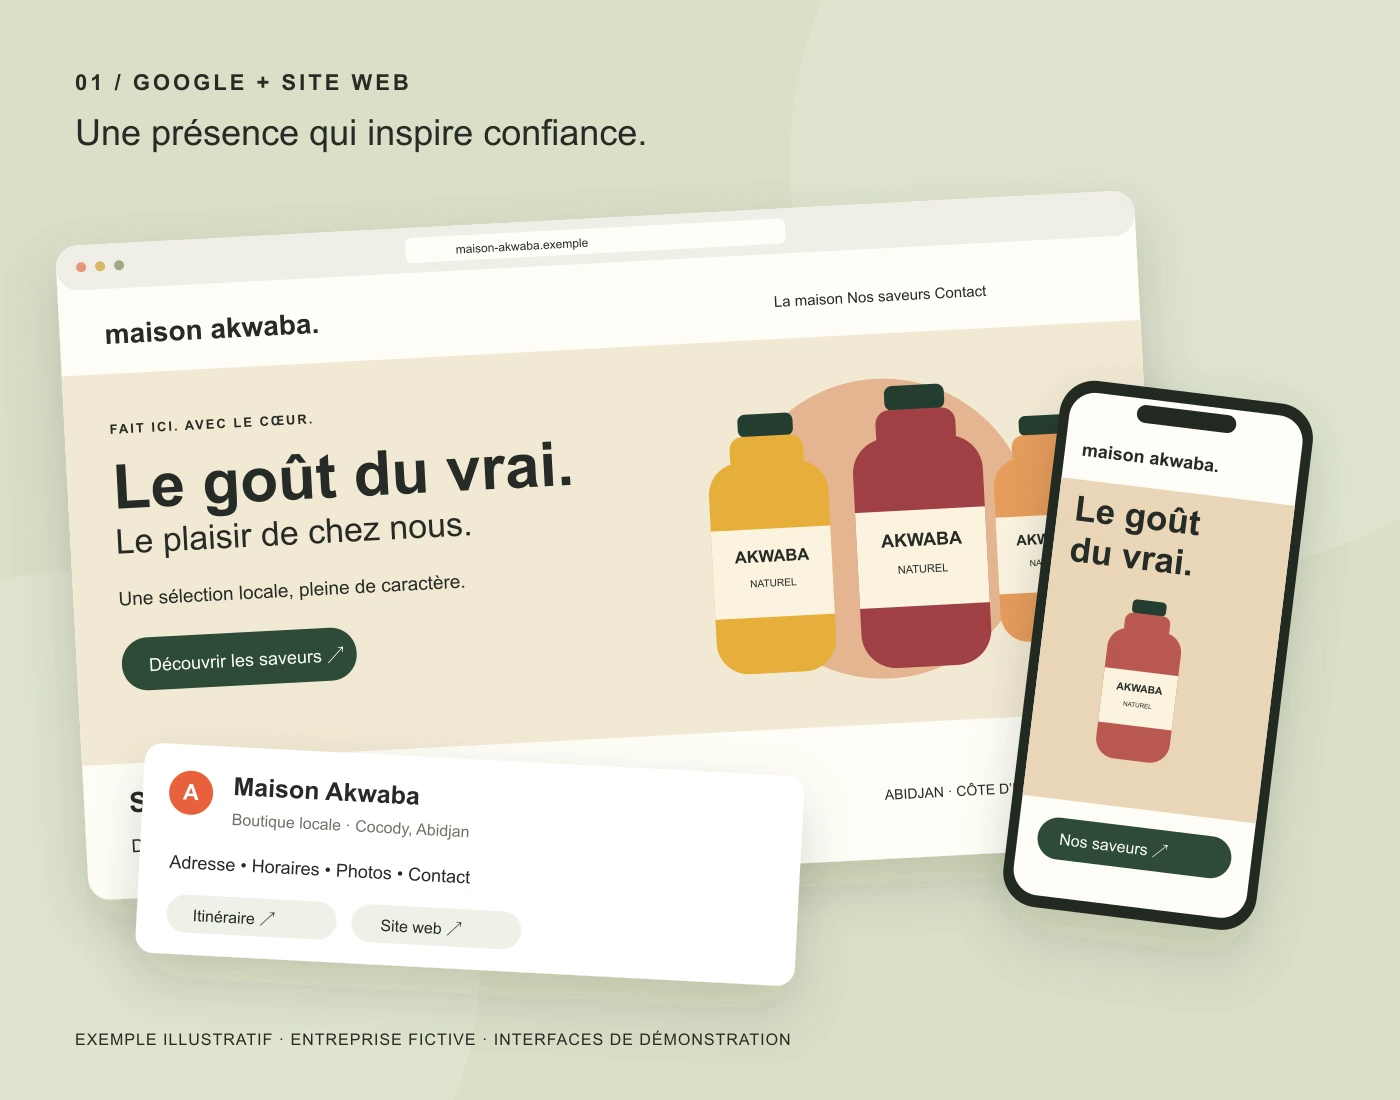 01 / GOOGLE + SITE WEB
Une présence qui inspire confiance.
maison-akwaba.exemple
maison akwaba.
La maison Nos saveurs Contact
FAIT ICI. AVEC LE CŒUR.
Le goût du vrai.
Le plaisir de chez nous.
Une sélection locale, pleine de caractère.
Découvrir les saveurs ↗
AKWABA
NATUREL
AKWABA
NATUREL
ABIDJAN · CÔTE
maison akwaba.
Le goût
du vrai.
AKWABA
NATUREL
Nos saveurs ↗
A
Maison Akwaba
Boutique locale · Cocody, Abidjan
Adresse • Horaires • Photos • Contact
Itinéraire ↗
Site web ↗
EXEMPLE ILLUSTRATIF · ENTREPRISE FICTIVE · INTERFACES DE DÉMONSTRATION